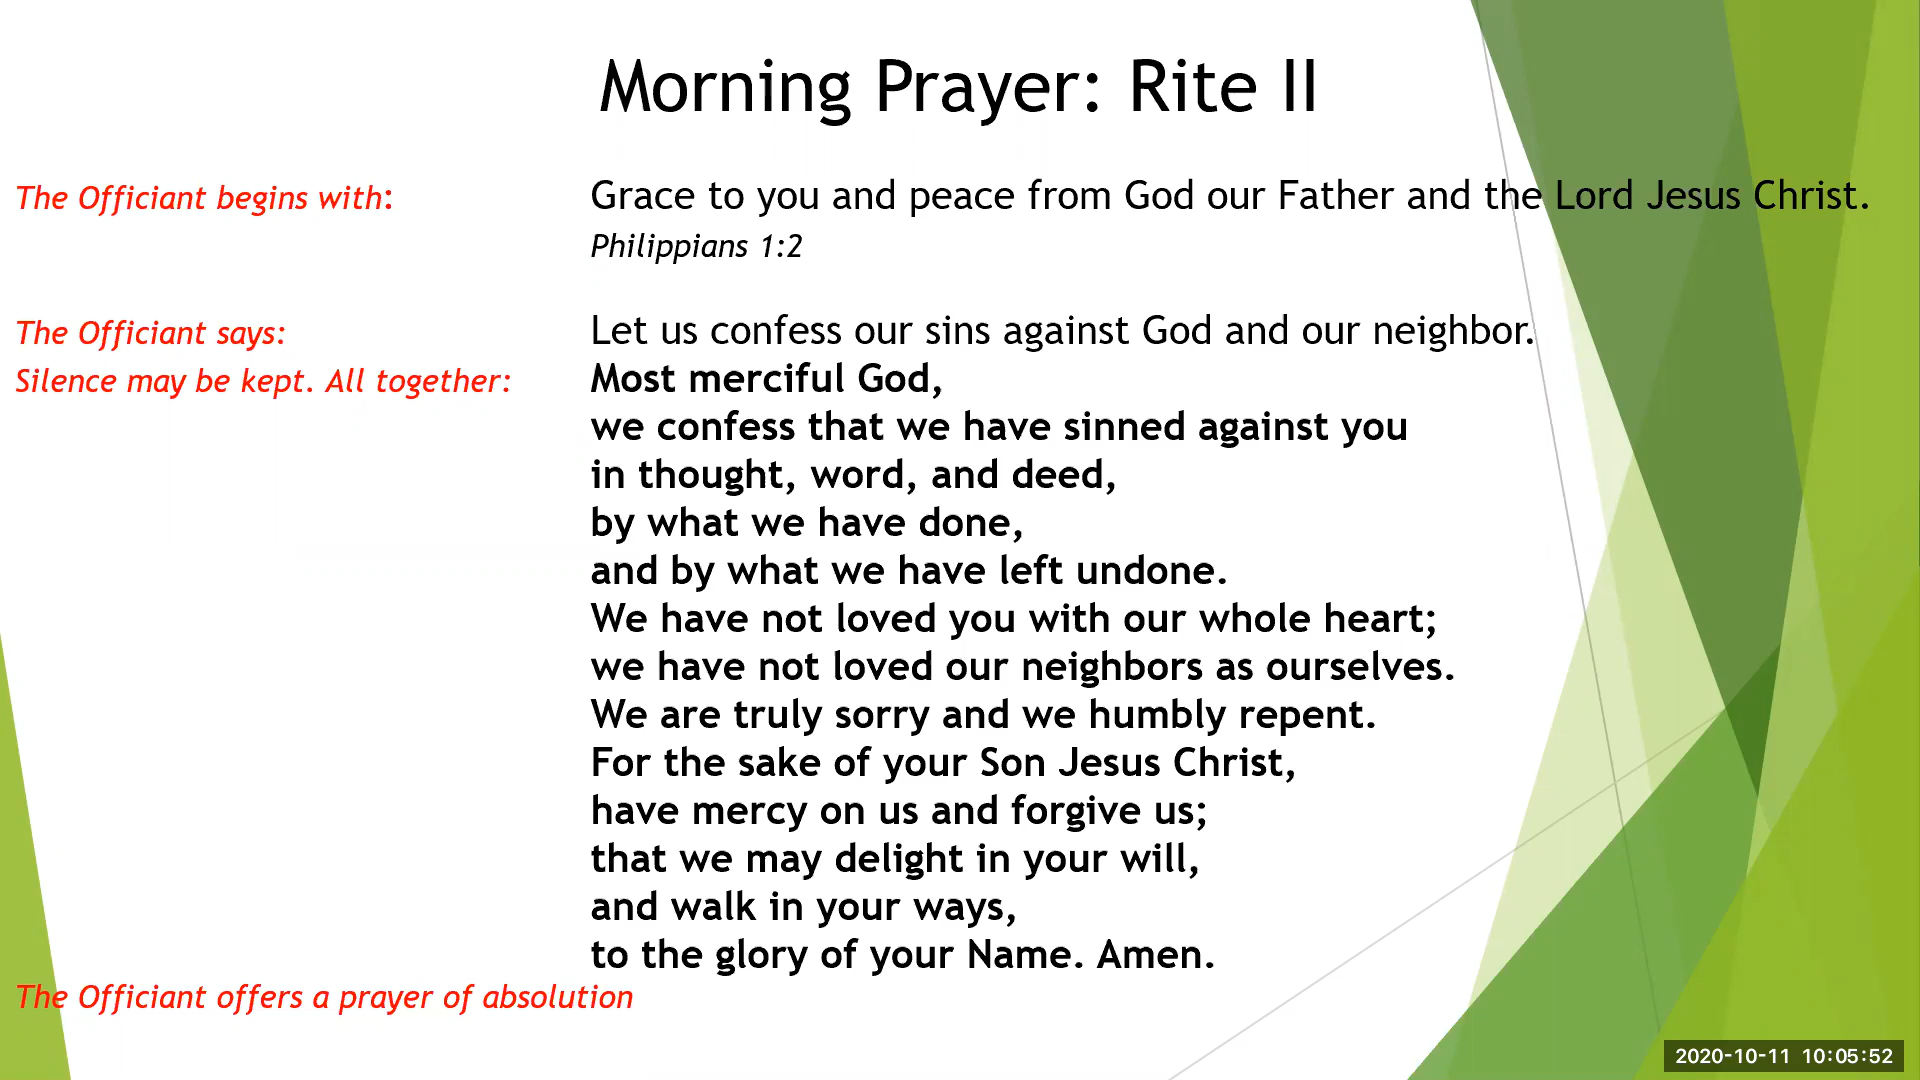 Morning Prayer: Rite II
The Officiant begins with: Grace to you and peace from God our Father and the Lord Jesus Christ.
Philippians 1:2
The Officiant says: Let us confess our sins against God and our neighbor.
Silence may be kept. All together: Most merciful God,
we confess that we have sinned against you
in thought, word, and deed,
by what we have done,
and by what we have left undone.
We have not loved you with our whole heart;
we have not loved our neighbors as ourselves.
We are truly sorry and we humbly repent.
For the sake of your Son Jesus Christ,
have mercy on us and forgive us;
that we may delight in your will,
and walk in your ways,
to the glory of your Name. Amen.
The Officiant offers a prayer of absolution
2020-10-11 10:05:52